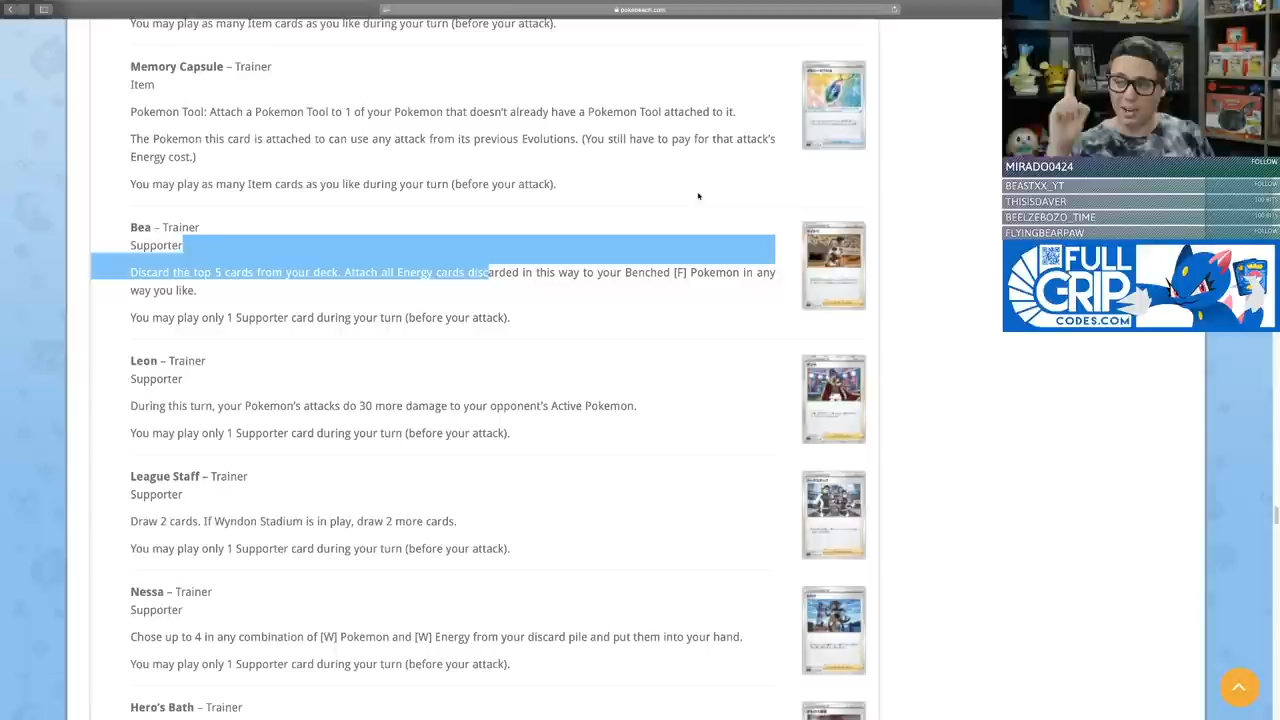 pokebeach.com
You may play as many Item cards as you like during your turn (before your attack).
Memory Capsule – Trainer
Item
Pokemon Tool: Attach a Pokemon Tool to 1 of your Pokemon that doesn't already have a Pokemon Tool attached to it.
The Pokemon this card is attached to can use any attack from its previous Evolutions. (You still have to pay for that attack's
Energy cost.)
You may play as many Item cards as you like during your turn (before your attack).
Bea – Trainer
Supporter
Discard the top 5 cards from your deck. Attach all Energy cards discarded in this way to your Benched [F] Pokemon in any
way you like.
You may play only 1 Supporter card during your turn (before your attack).
Leon – Trainer
Supporter
During this turn, your Pokemon's attacks do 30 more damage to your opponent's Active Pokemon.
You may play only 1 Supporter card during your turn (before your attack).
League Staff – Trainer
Supporter
Draw 2 cards. If Wyndon Stadium is in play, draw 2 more cards.
You may play only 1 Supporter card during your turn (before your attack).
Nessa – Trainer
Supporter
Chose up to 4 in any combination of [W] Pokemon and [W] Energy from your discard pile and put them into your hand.
You may play only 1 Supporter card during your turn (before your attack).
Hero's Bath – Trainer
MIRADO0424 FOLLOW
BEASTXX_YT FOLLOW
THISISDAVER 100 BIT
BEELZEBOZO_TIME 100 BIT
FLYINGBEARPAW FOLLOW
FULL
GRIP
CODES.COM